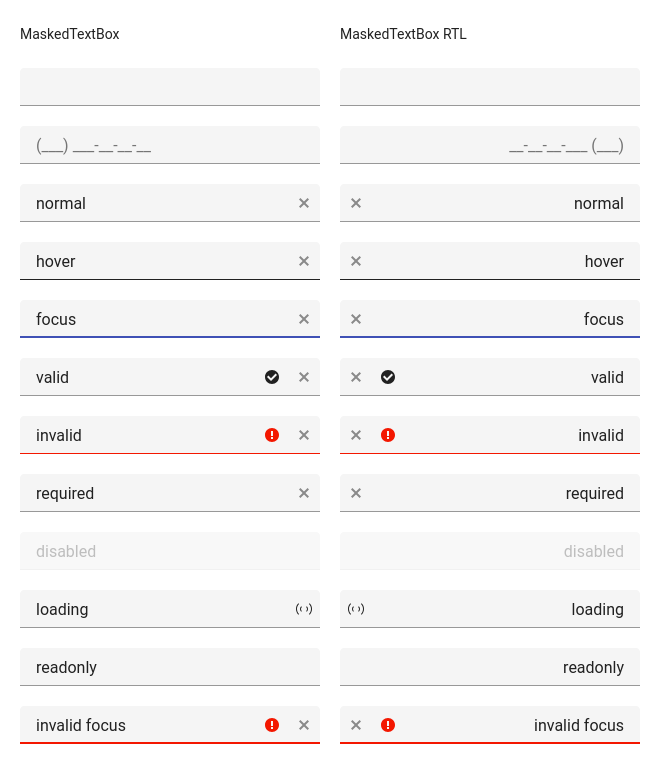 MaskedTextBox
MaskedTextBox RTL
(___) ___-__-__-__
__-__-__-___ (___)
normal
normal
hover
hover
focus
focus
valid
valid
invalid
invalid
required
required
disabled
disabled
loading
loading
readonly
readonly
invalid focus
invalid focus